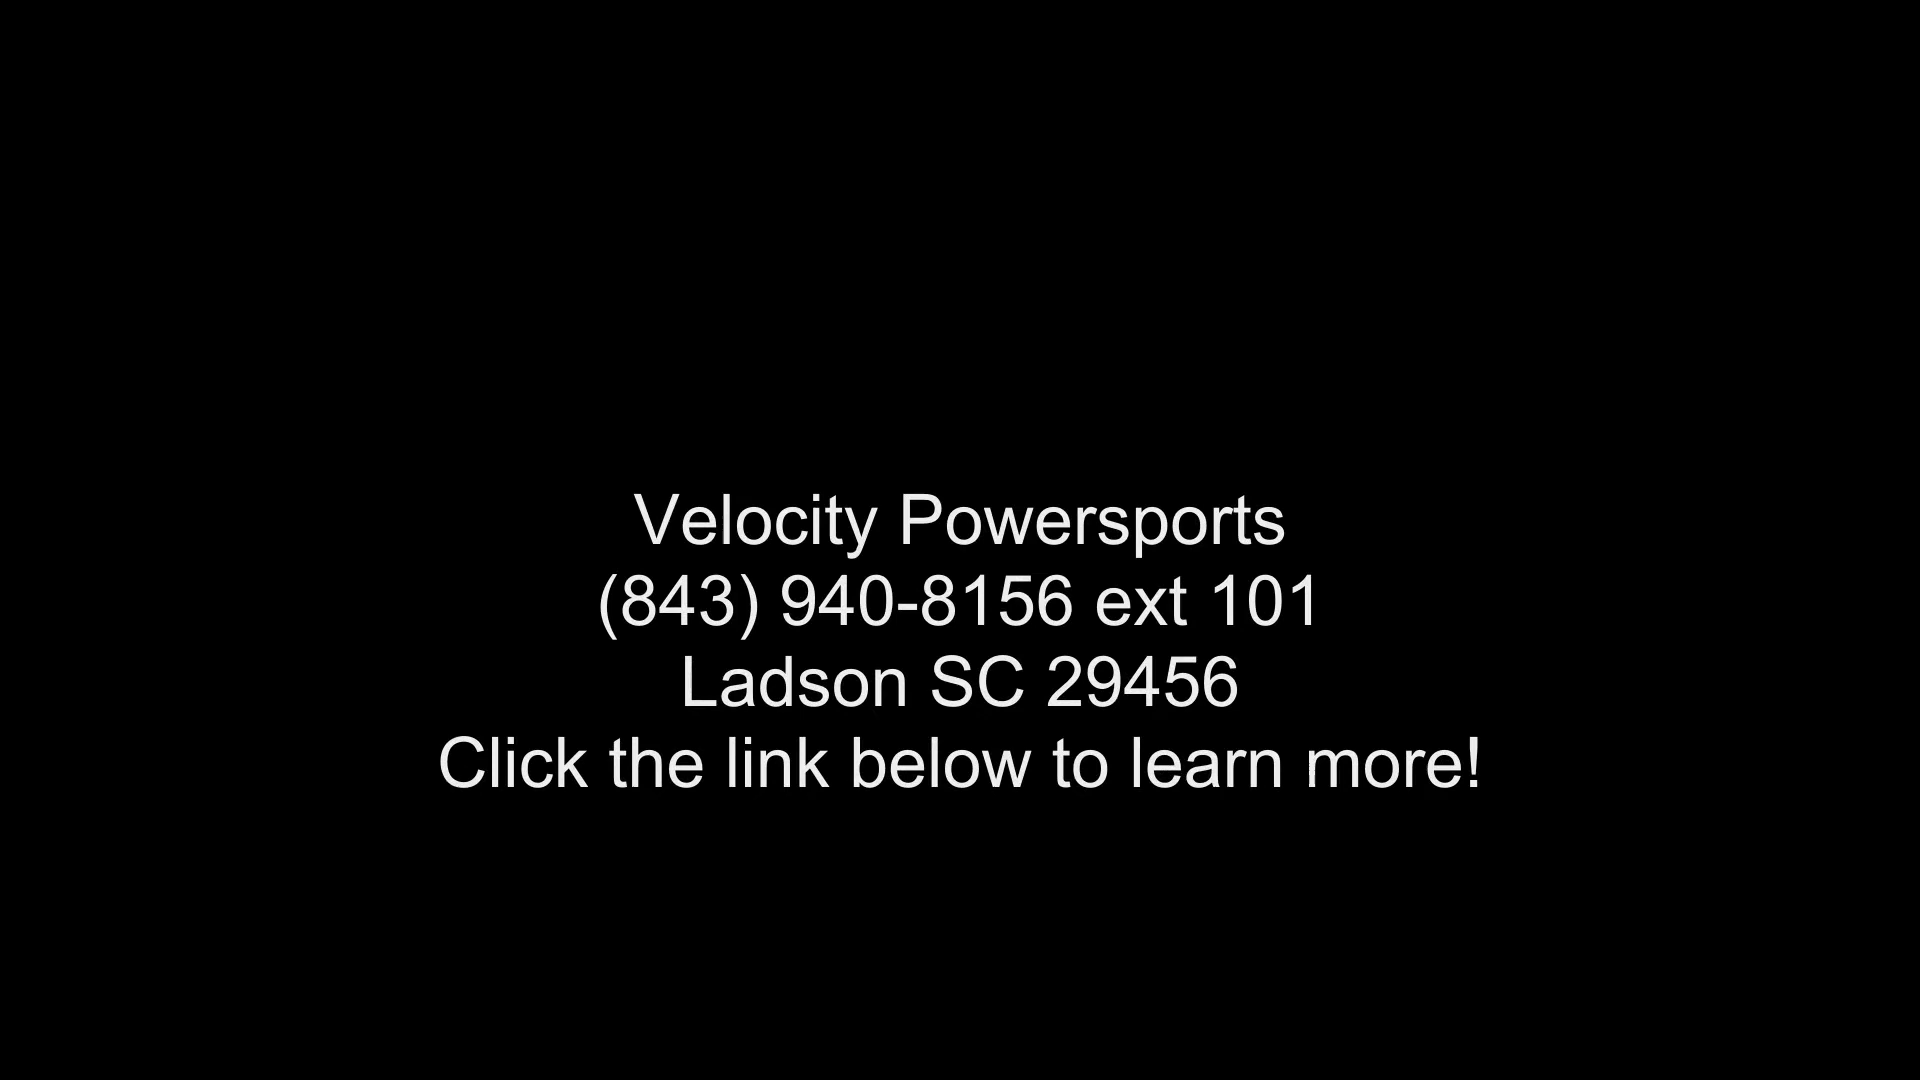 Velocity Powersports
(843) 940-8156 ext 101
Ladson SC 29456
Click the link below to learn more!